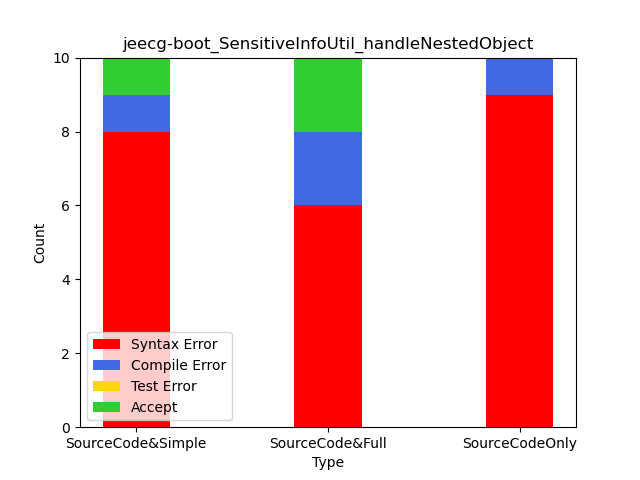 jeecg-boot_SensitiveInfoUtil_handleNestedObject
10
8
6
4
2
0
Count
Syntax Error
Compile Error
Test Error
Accept
SourceCode&Simple
SourceCode&Full
SourceCodeOnly
Type